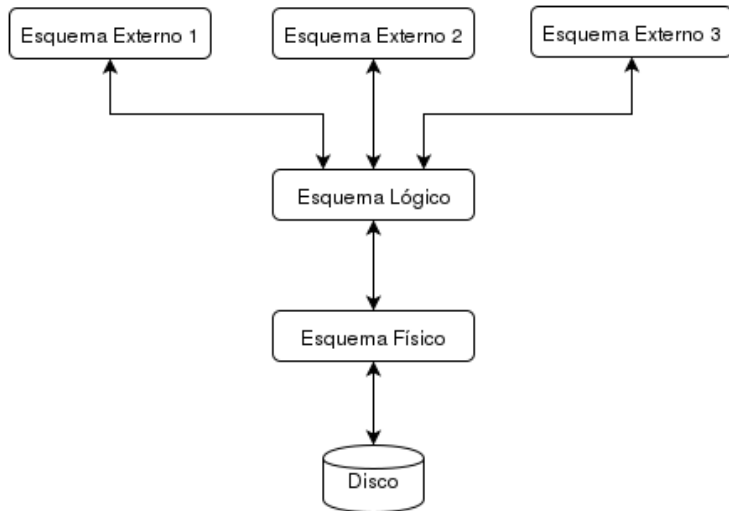 Esquema Externo 1
Esquema Externo 2
Esquema Externo 3
Esquema Lógico
Esquema Físico
Disco